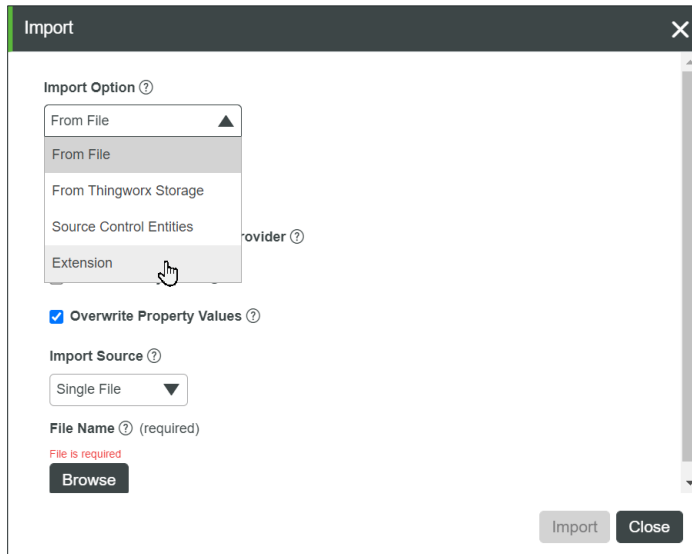 Import
Import Option
From File
From File
From Thingworx Storage
Source Control Entities
rovider
Extension
Overwrite Property Values
Import Source
Single File
File Name (required)
File is required
Browse
Import Close